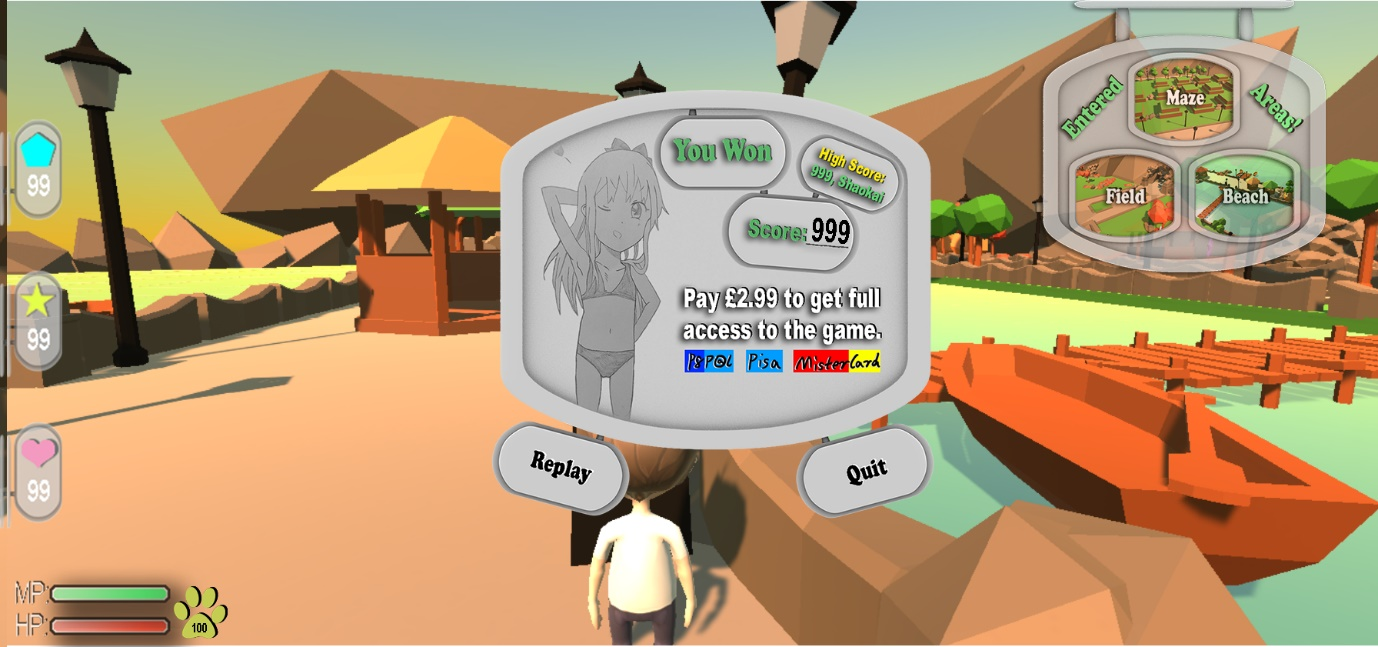 99
99
99
MP:
HP:
100
You Won
High Score:
999, Shaokai
Score: 999
Pay £2.99 to get full
access to the game.
Pisa
MisterCard
Replay
Quit
Entered
Areas!
Maze
Field
Beach